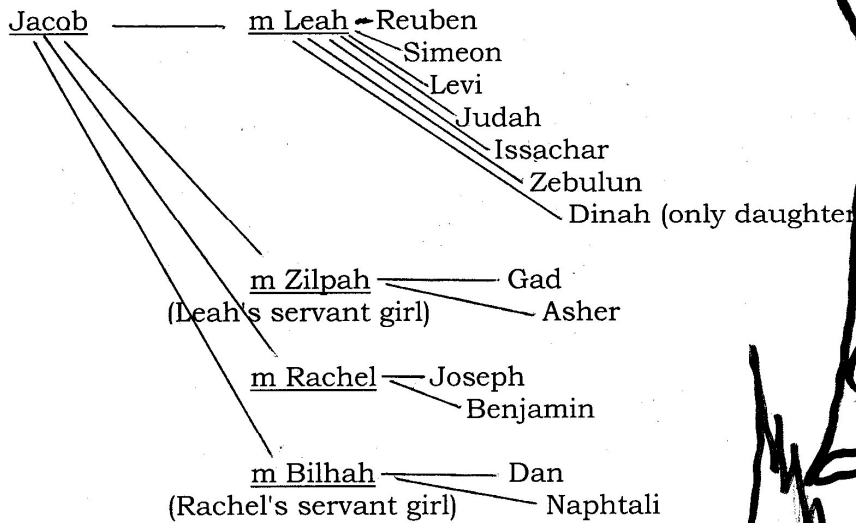 Jacob m Leah Reuben
Simeon
Levi
Judah
Issachar
Zebulun
Dinah (only daughter
m Zilpah Gad
(Leah's servant girl) Asher
m Rachel Joseph
Benjamin
m Bilhah Dan
(Rachel's servant girl) Naphtali